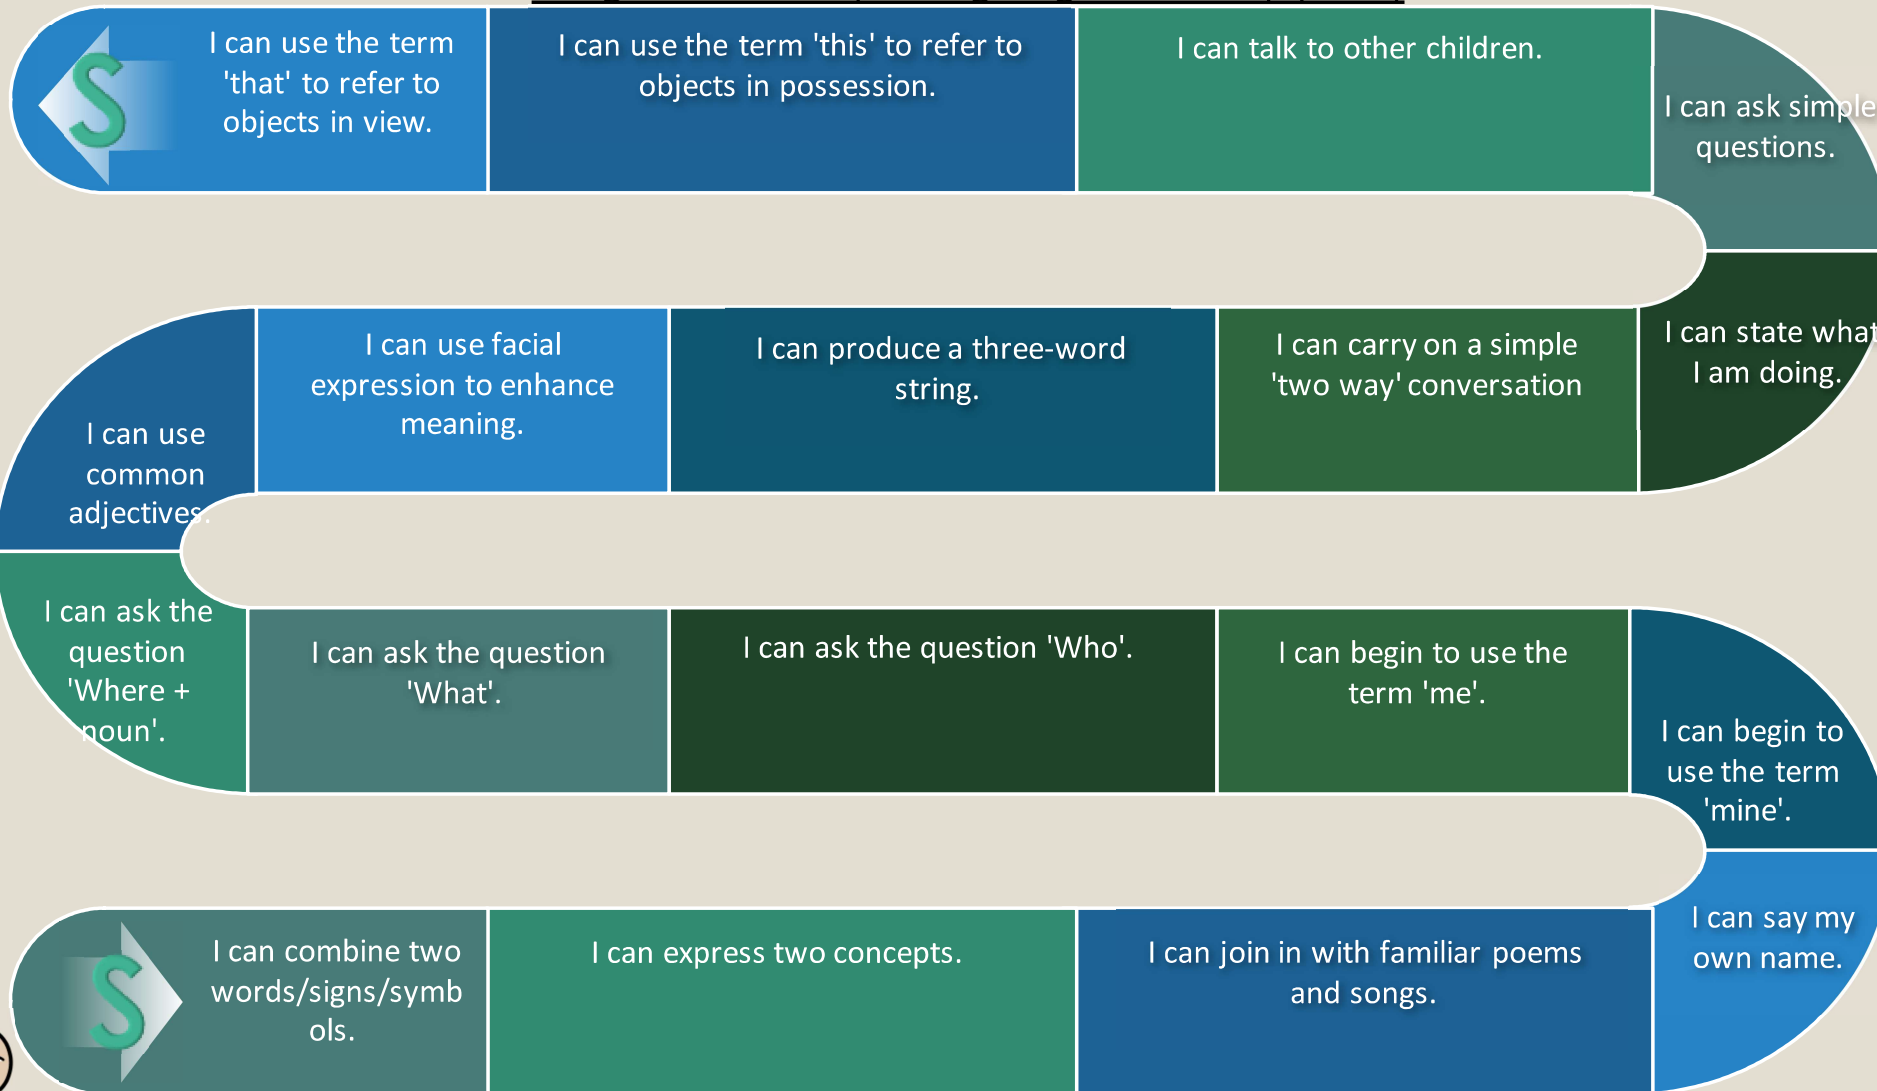 S
I can use the term
'that' to refer to
objects in view.
I can use the term 'this' to refer to
objects in possession.
I can talk to other children.
I can ask simple
questions.
I can use
common
adjectives.
I can use facial
expression to enhance
meaning.
I can produce a three-word
string.
I can carry on a simple
'two way' conversation
I can state what
I am doing.
I can ask the
question
'Where +
noun'.
I can ask the question
'What'.
I can ask the question 'Who'.
I can begin to use the
term 'me'.
I can begin to
use the term
'mine'.
S
I can combine two
words/signs/symb
ols.
I can express two concepts.
I can join in with familiar poems
and songs.
I can say my
own name.